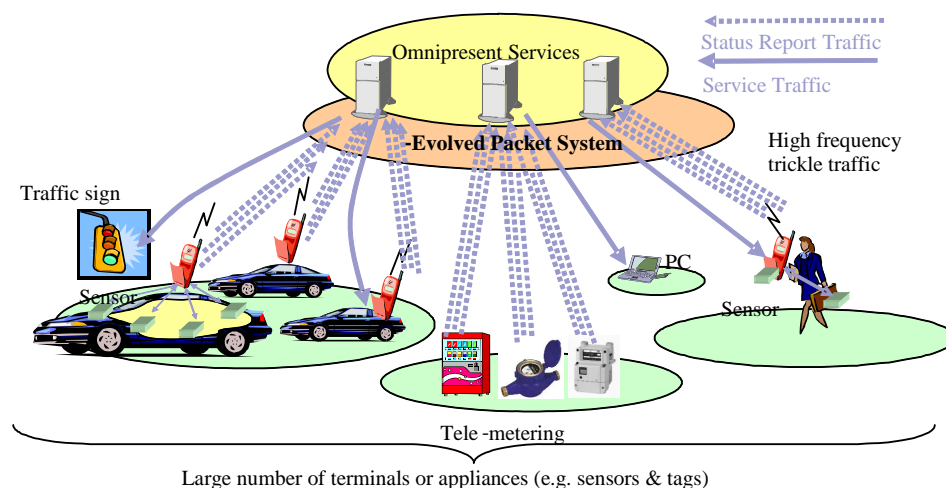 Omnipresent Services
Status Report Traffic
Service Traffic
-Evolved Packet System
High frequency
trickle traffic
Traffic sign
Sensor
PC
Sensor
Tele -metering
Large number of terminals or appliances (e.g. sensors & tags)